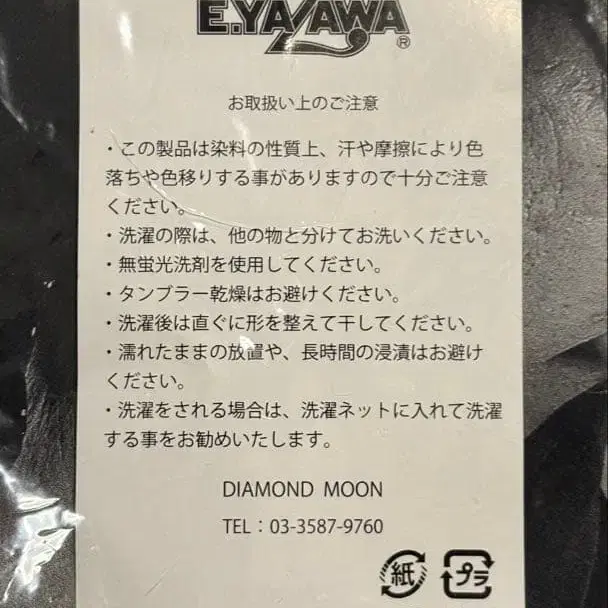 E.YAZAWA®
お取扱い上のご注意
・この製品は染料の性質上、汗や摩擦により色
落ちや色移りする事がありますので十分ご注意
ください。
・洗濯の際は、他の物と分けてお洗いください。
・無蛍光洗剤を使用してください。
・タンブラー乾燥はお避けください。
・洗濯後は直ぐに形を整えて干してください。
・濡れたままの放置や、長時間の浸漬はお避け
ください。
・洗濯をされる場合は、洗濯ネットに入れて洗濯
する事をお勧めいたします。
DIAMOND MOON
TEL：03-3587-9760
紙 プラ